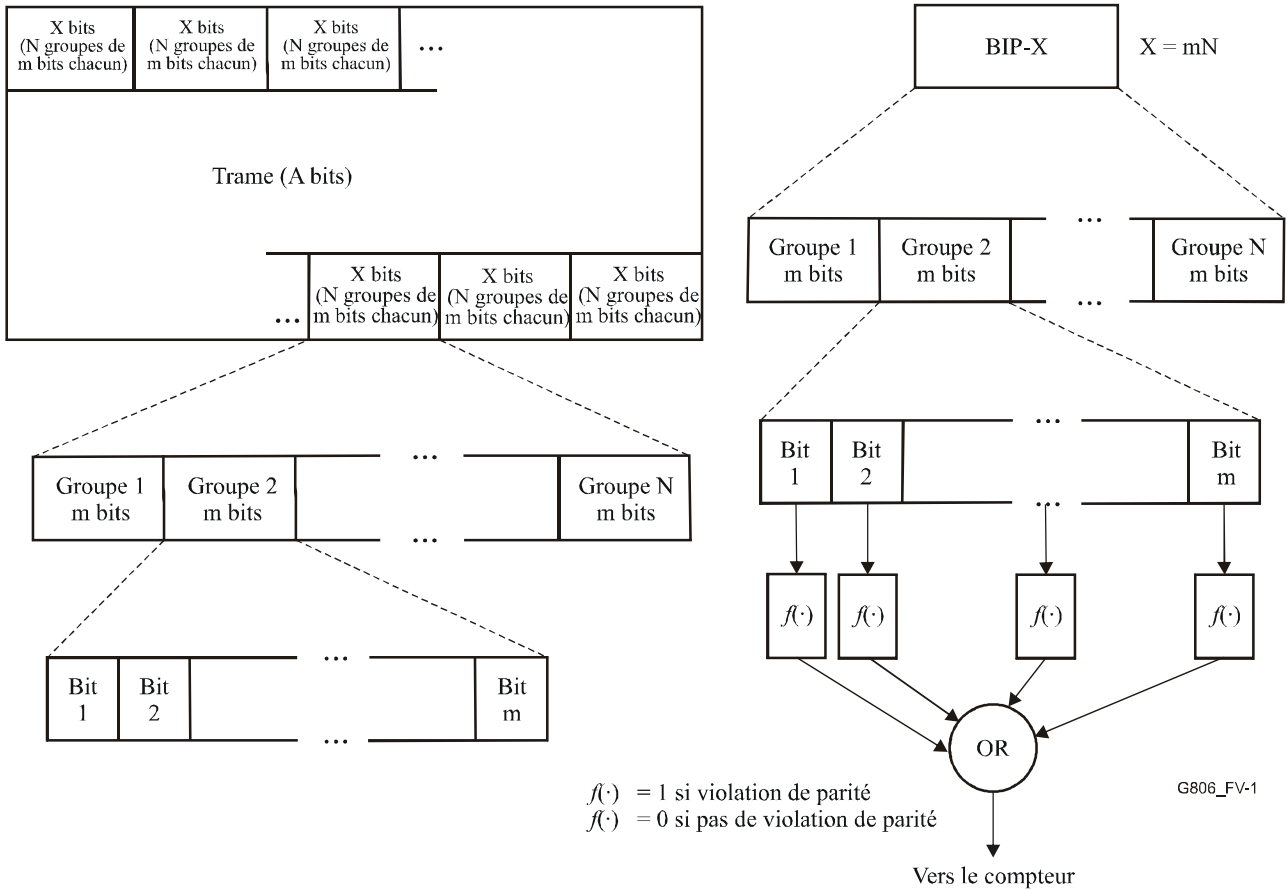 X bits
(N groupes de
m bits chacun)
X bits
(N groupes de
m bits chacun)
X bits
(N groupes de
m bits chacun)
...
Trame (A bits)
...
X bits
(N groupes de
m bits chacun)
X bits
(N groupes de
m bits chacun)
X bits
(N groupes de
m bits chacun)
Groupe 1
m bits
Groupe 2
m bits
...
...
Groupe N
m bits
Bit
1
Bit
2
...
...
Bit
m
BIP-X
X = mN
Groupe 1
m bits
Groupe 2
m bits
...
...
Groupe N
m bits
Bit
1
Bit
2
...
...
Bit
m
f(·)
f(·)
f(·)
f(·)
OR
f(·) = 1 si violation de parité
f(·) = 0 si pas de violation de parité
G806_FV-1
Vers le compteur